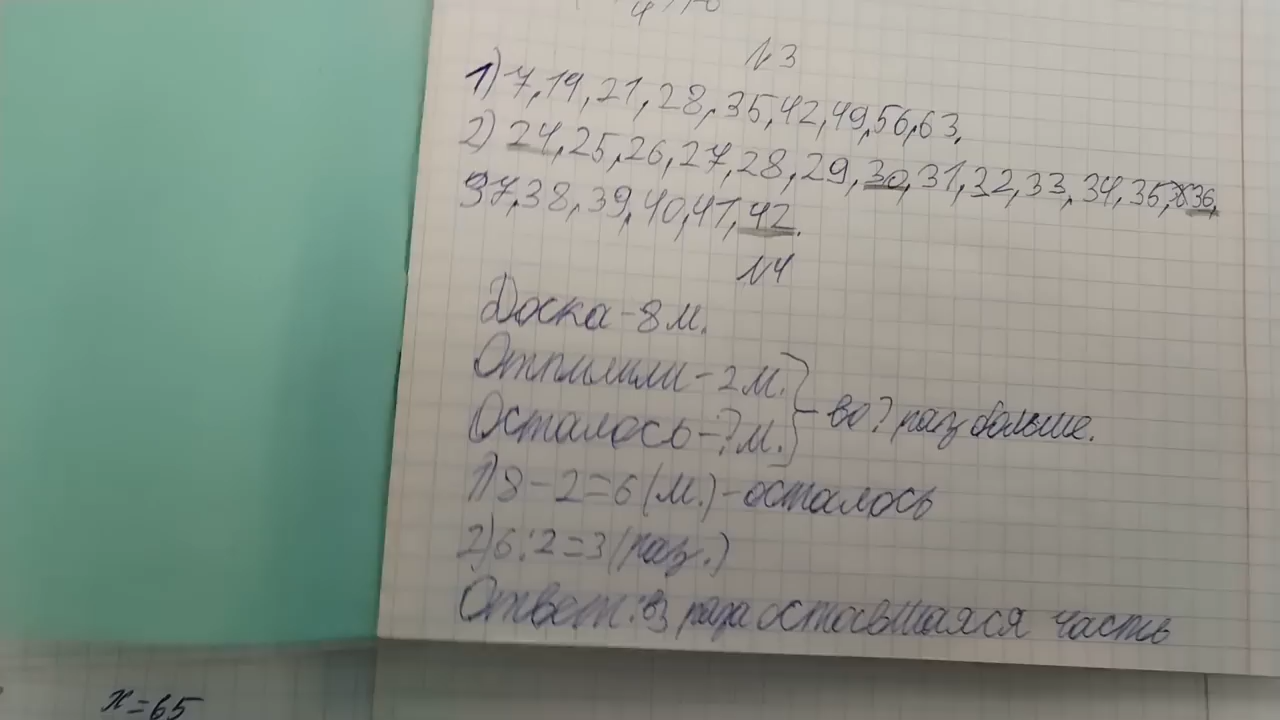 №3
1) 7, 19, 21, 28, 35, 42, 49, 56, 63.
2) 24, 25, 26, 27, 28, 29, 30, 31, 32, 33, 34, 35, 36,
37, 38, 39, 40, 41, 42.
№4
Доска – 8 м.
Отпилили – 2 м.
Осталось – ? м.
во ? раз больше.
1) 8 – 2 = 6 (м.) – осталось
2) 6 : 2 = 3 (раз.)
Ответ: в 3 раза оставшаяся часть
x = 65